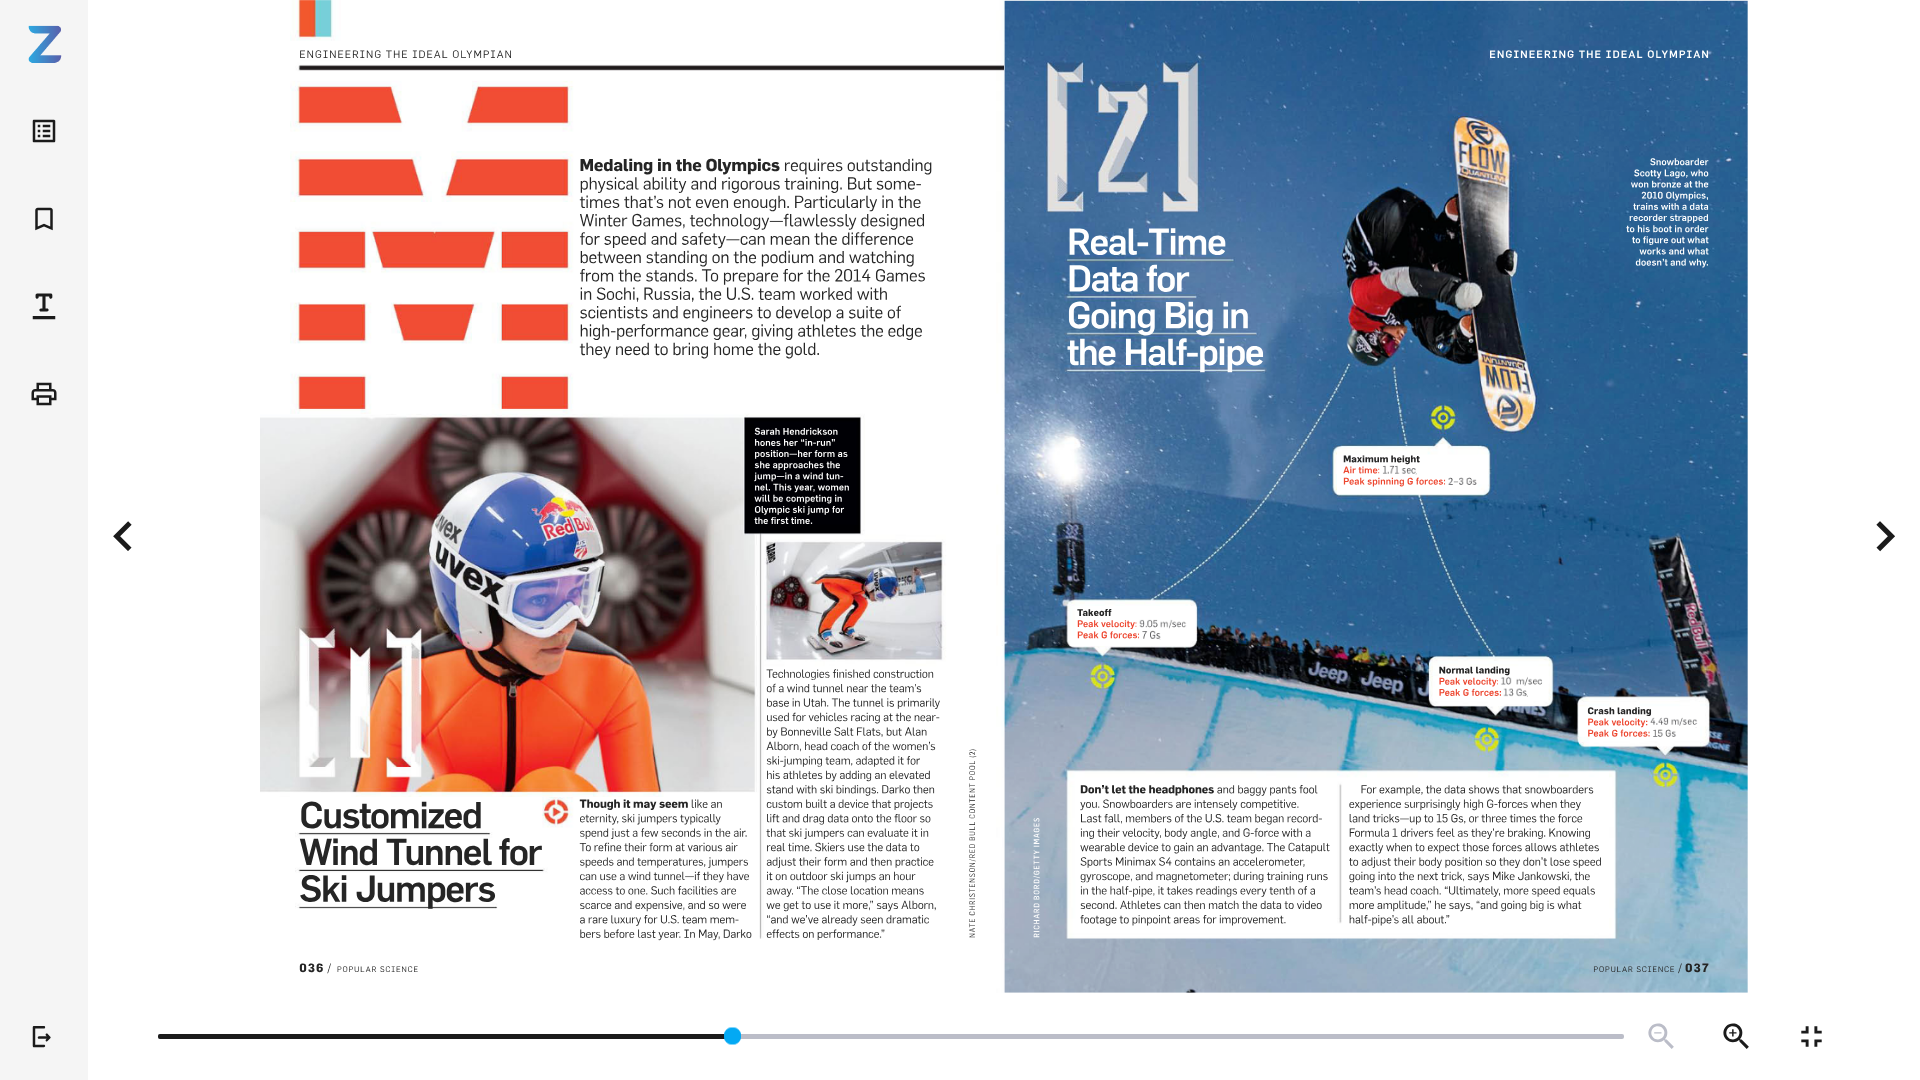 ENGINEERING THE IDEAL OLYMPIAN
Medaling in the Olympics requires outstanding
physical ability and rigorous training. But some-
times that's not even enough. Particularly in the
Winter Games, technology—flawlessly designed
for speed and safety—can mean the difference
between standing on the podium and watching
from the stands. To prepare for the 2014 Games
in Sochi, Russia, the U.S. team worked with
scientists and engineers to develop a suite of
high-performance gear, giving athletes the edge
they need to bring home the gold.
Sarah Hendrickson
hones her “in-run”
position—her form as
she approaches the
jump—in a wind tun-
nel. This year, women
will be competing in
Olympic ski jump for
the first time.
uvex
uvex
Red Bull
[1]
Customized
Wind Tunnel for
Ski Jumpers
Though it may seem like an
eternity, ski jumpers typically
spend just a few seconds in the air.
To refine their form at various air
speeds and temperatures, jumpers
can use a wind tunnel—if they have
access to one. Such facilities are
scarce and expensive, and so were
a rare luxury for U.S. team mem-
bers before last year. In May, Darko
Technologies finished construction
of a wind tunnel near the team's
base in Utah. The tunnel is primarily
used for vehicles racing at the near-
by Bonneville Salt Flats, but Alan
Alborn, head coach of the women's
ski-jumping team, adapted it for
his athletes by adding an elevated
stand with ski bindings. Darko then
custom built a device that projects
lift and drag data onto the floor so
that ski jumpers can evaluate it in
real time. Skiers use the data to
adjust their form and then practice
it on outdoor ski jumps an hour
away. “The close location means
we get to use it more,” says Alborn,
“and we've already seen dramatic
effects on performance.”
NATE CHRISTENSON/RED BULL CONTENT POOL (2)
036 / POPULAR SCIENCE
ENGINEERING THE IDEAL OLYMPIAN
[2]
Real-Time
Data for
Going Big in
the Half-pipe
FLOW
QUANTUM
QUANTUM
FLOW
Snowboarder
Scotty Lago, who
won bronze at the
2010 Olympics,
trains with a data
recorder strapped
to his boot in order
to figure out what
works and what
doesn't and why.
Maximum height
Air time: 1.71 sec
Peak spinning G forces: 2–3 Gs
Takeoff
Peak velocity: 9.05 m/sec
Peak G forces: 7 Gs
Jeep Jeep
Red Bull
Normal landing
Peak velocity: 10 m/sec
Peak G forces: 13 Gs
Crash landing
Peak velocity: 4.49 m/sec
Peak G forces: 15 Gs
Don't let the headphones and baggy pants fool
you. Snowboarders are intensely competitive.
Last fall, members of the U.S. team began record-
ing their velocity, body angle, and G-force with a
wearable device to gain an advantage. The Catapult
Sports Minimax S4 contains an accelerometer,
gyroscope, and magnetometer; during training runs
in the half-pipe, it takes readings every tenth of a
second. Athletes can then match the data to video
footage to pinpoint areas for improvement.
For example, the data shows that snowboarders
experience surprisingly high G-forces when they
land tricks—up to 15 Gs, or three times the force
Formula 1 drivers feel as they're braking. Knowing
exactly when to expect those forces allows athletes
to adjust their body position so they don't lose speed
going into the next trick, says Mike Jankowski, the
team's head coach. “Ultimately, more speed equals
more amplitude,” he says, “and going big is what
half-pipe's all about.”
RICHARD BORD/GETTY IMAGES
POPULAR SCIENCE / 037